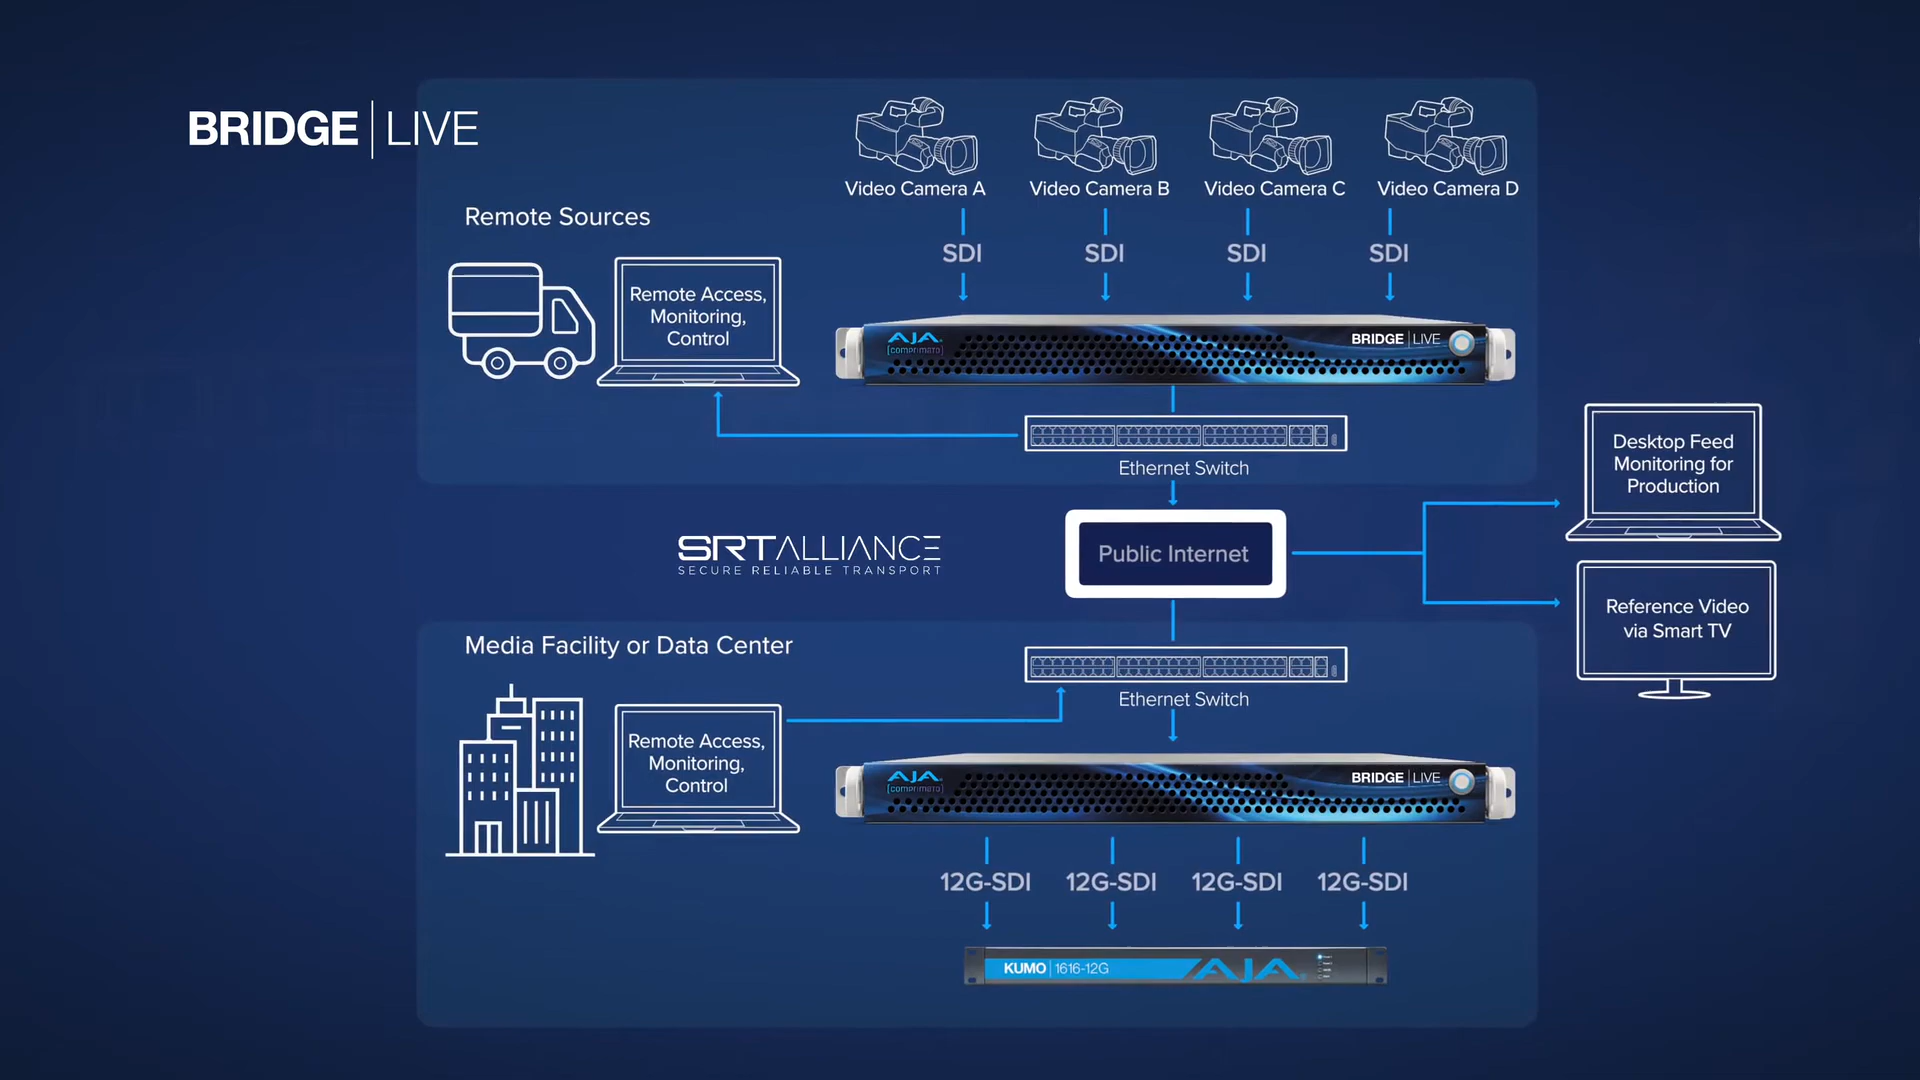 BRIDGE | LIVE
Video Camera A
Video Camera B
Video Camera C
Video Camera D
Remote Sources
SDI
SDI
SDI
SDI
Remote Access,
Monitoring,
Control
AJA
comprimato
BRIDGE | LIVE
Ethernet Switch
Desktop Feed
Monitoring for
Production
SRTALLIANCE
SECURE RELIABLE TRANSPORT
Public Internet
Reference Video
via Smart TV
Media Facility or Data Center
Ethernet Switch
Remote Access,
Monitoring,
Control
AJA
comprimato
BRIDGE | LIVE
12G-SDI
12G-SDI
12G-SDI
12G-SDI
KUMO | 1616-12G
AJA